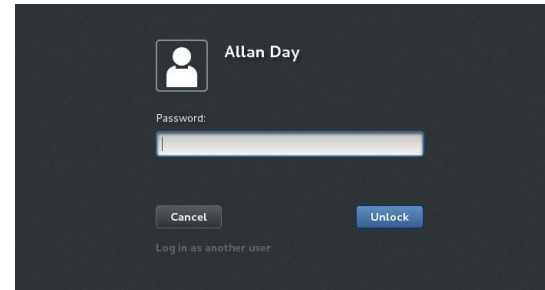 Allan Day
Password:
Cancel
Unlock
Log in as another user